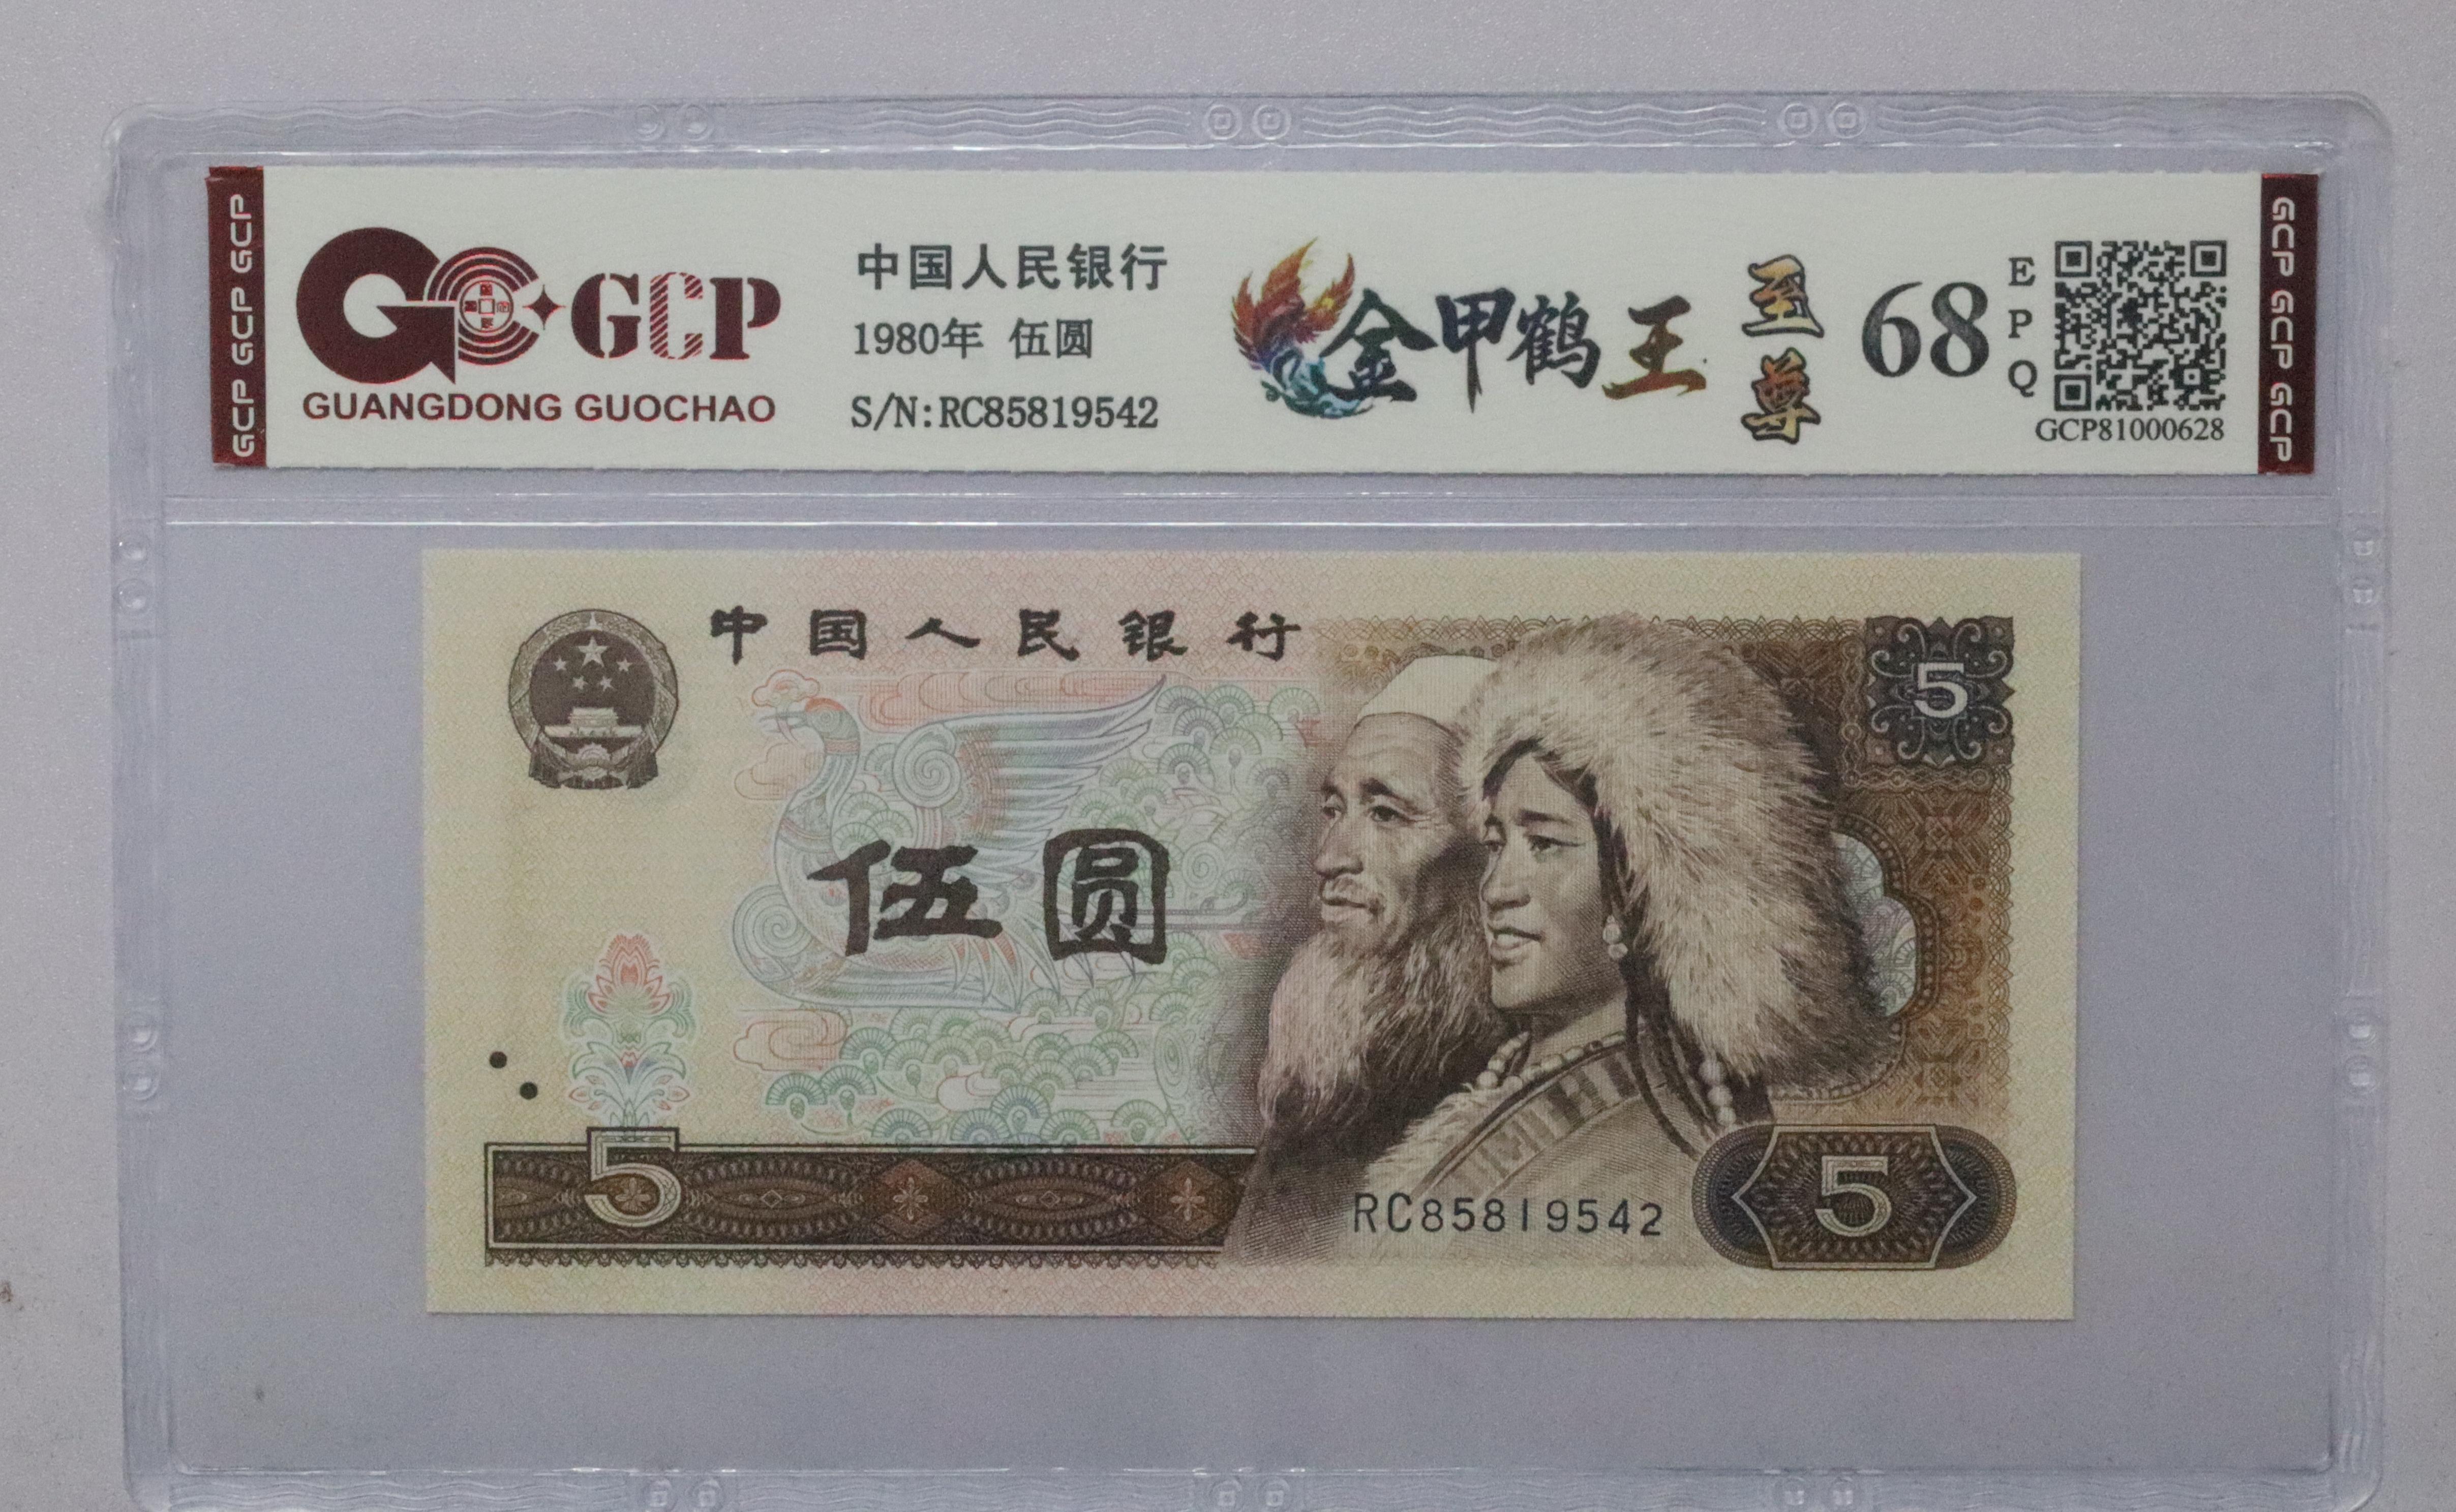 GCP GCP GCP
GC GCP
GUANGDONG GUOCHAO
中国人民银行
1980年 伍圆
S/N:RC85819542
金甲鹤王
至尊
68
EPQ
GCP81000628
GCP GCP GCP
中国人民银行
5
伍圆
5
RC85819542
5